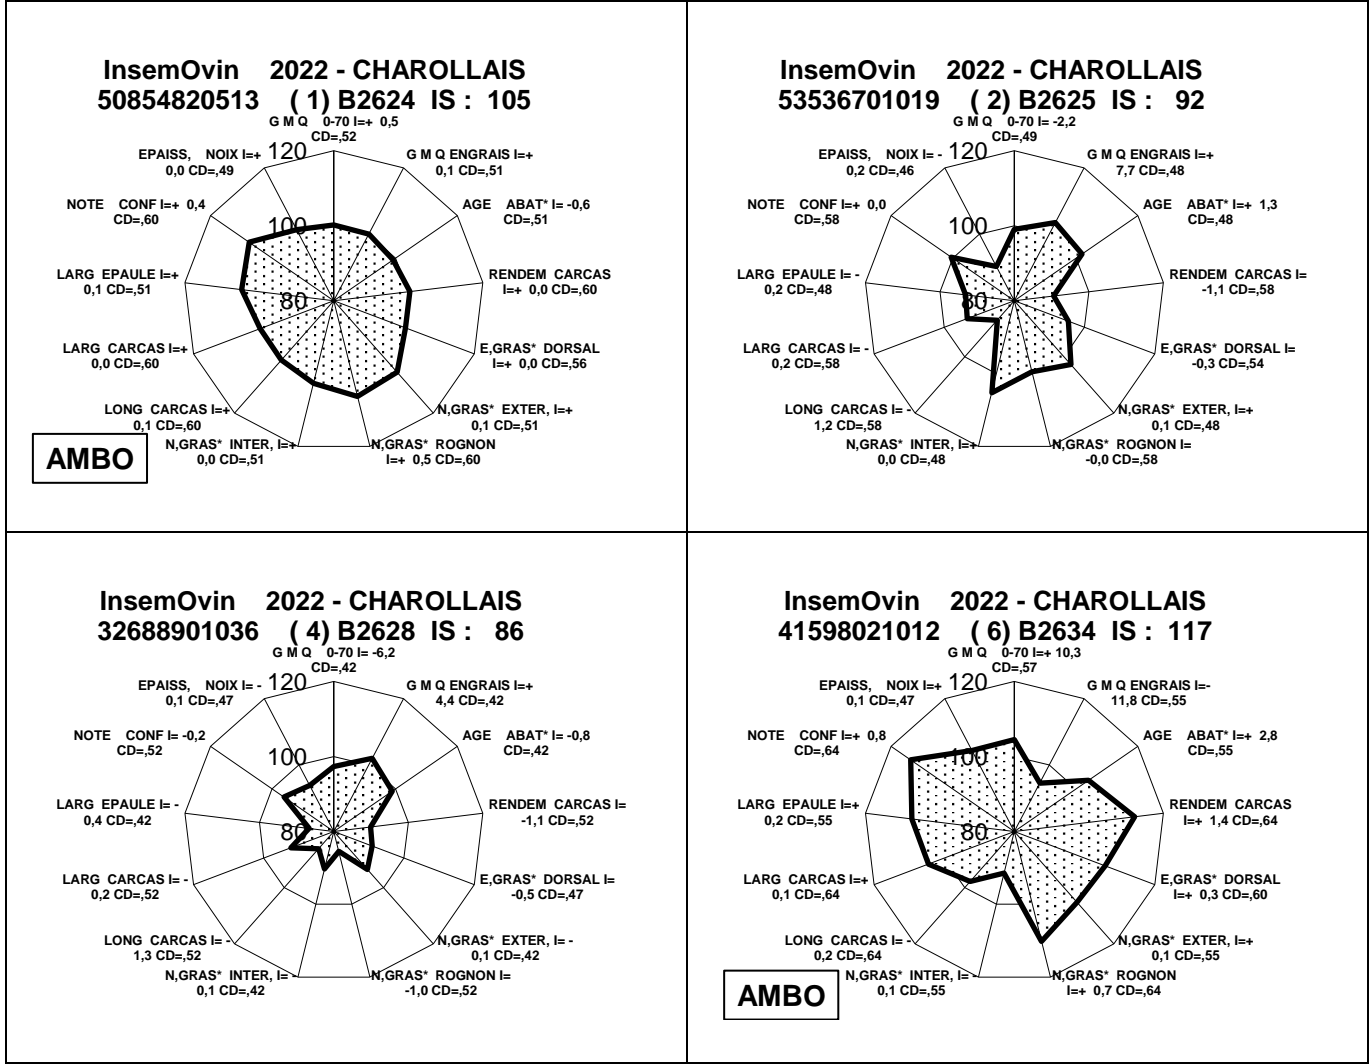 InsemOvin 2022 - CHAROLLAIS
50854820513 ( 1) B2624 IS : 105
G M Q 0-70 I=+ 0,5
CD=,52
120
100
80
G M Q ENGRAIS I=+
0,1 CD=,51
AGE ABAT* I= -0,6
CD=,51
RENDEM CARCAS
I=+ 0,0 CD=,60
E,GRAS* DORSAL
I=+ 0,0 CD=,56
N,GRAS* EXTER, I=+
0,1 CD=,51
N,GRAS* ROGNON
I=+ 0,5 CD=,60
N,GRAS* INTER, I=+
0,0 CD=,51
LONG CARCAS I=+
0,1 CD=,60
LARG CARCAS I=+
0,0 CD=,60
LARG EPAULE I=+
0,1 CD=,51
NOTE CONF I=+ 0,4
CD=,60
EPAISS, NOIX I=+
0,0 CD=,49
AMBO
InsemOvin 2022 - CHAROLLAIS
53536701019 ( 2) B2625 IS : 92
G M Q 0-70 I= -2,2
CD=,49
120
100
80
G M Q ENGRAIS I=+
7,7 CD=,48
AGE ABAT* I=+ 1,3
CD=,48
RENDEM CARCAS I=
-1,1 CD=,58
E,GRAS* DORSAL I=
-0,3 CD=,54
N,GRAS* EXTER, I=+
0,1 CD=,48
N,GRAS* ROGNON I=
-0,0 CD=,58
N,GRAS* INTER, I=+
0,0 CD=,48
LONG CARCAS I= -
1,2 CD=,58
LARG CARCAS I= -
0,2 CD=,58
LARG EPAULE I= -
0,2 CD=,48
NOTE CONF I=+ 0,0
CD=,58
EPAISS, NOIX I= -
0,2 CD=,46
InsemOvin 2022 - CHAROLLAIS
32688901036 ( 4) B2628 IS : 86
G M Q 0-70 I= -6,2
CD=,42
120
100
80
G M Q ENGRAIS I=+
4,4 CD=,42
AGE ABAT* I= -0,8
CD=,42
RENDEM CARCAS I=
-1,1 CD=,52
E,GRAS* DORSAL I=
-0,5 CD=,47
N,GRAS* EXTER, I= -
0,1 CD=,42
N,GRAS* ROGNON I=
-1,0 CD=,52
N,GRAS* INTER, I= -
0,1 CD=,42
LONG CARCAS I= -
1,3 CD=,52
LARG CARCAS I= -
0,2 CD=,52
LARG EPAULE I= -
0,4 CD=,42
NOTE CONF I= -0,2
CD=,52
EPAISS, NOIX I= -
0,1 CD=,47
InsemOvin 2022 - CHAROLLAIS
41598021012 ( 6) B2634 IS : 117
G M Q 0-70 I=+ 10,3
CD=,57
120
100
80
G M Q ENGRAIS I=-
11,8 CD=,55
AGE ABAT* I=+ 2,8
CD=,55
RENDEM CARCAS
I=+ 1,4 CD=,64
E,GRAS* DORSAL
I=+ 0,3 CD=,60
N,GRAS* EXTER, I=+
0,1 CD=,55
N,GRAS* ROGNON
I=+ 0,7 CD=,64
N,GRAS* INTER, I= -
0,1 CD=,55
LONG CARCAS I= -
0,2 CD=,64
LARG CARCAS I=+
0,1 CD=,64
LARG EPAULE I=+
0,2 CD=,55
NOTE CONF I=+ 0,8
CD=,64
EPAISS, NOIX I=+
0,1 CD=,47
AMBO